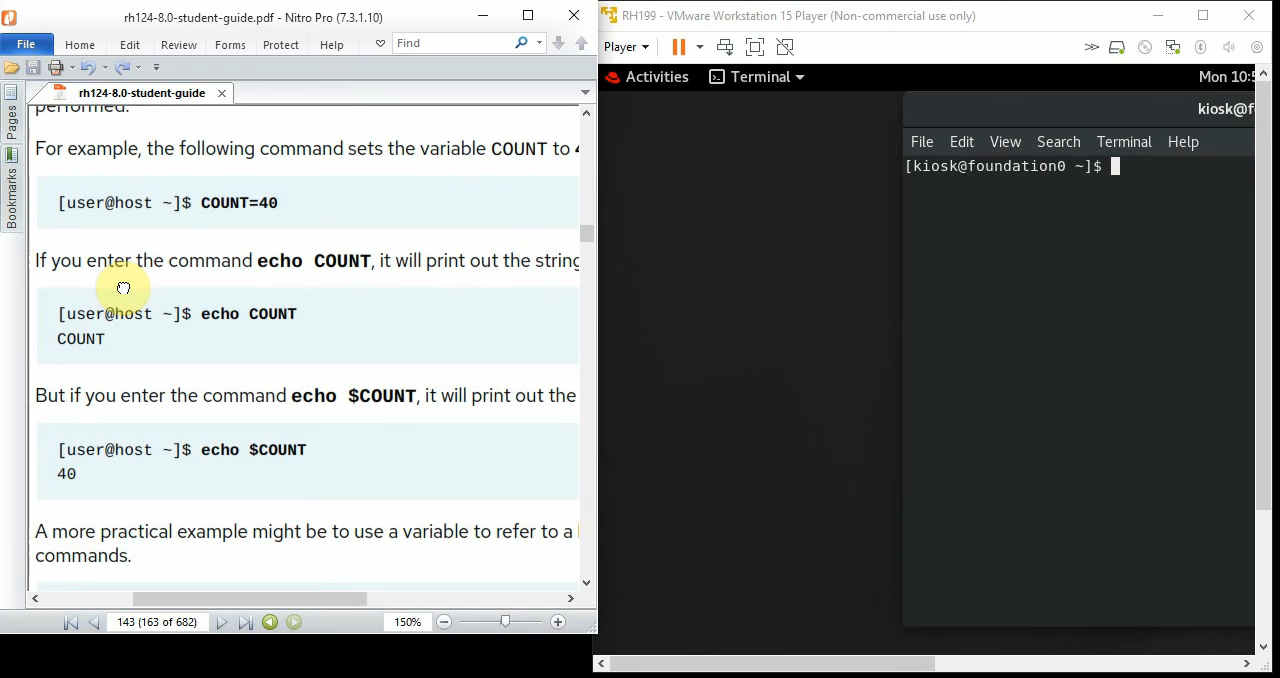 rh124-8.0-student-guide.pdf - Nitro Pro (7.3.1.10)
File Home Edit Review Forms Protect Help Find
rh124-8.0-student-guide
Pages
Bookmarks
performed.
For example, the following command sets the variable COUNT to
[user@host ~]$ COUNT=40
If you enter the command echo COUNT, it will print out the string
[user@host ~]$ echo COUNT
COUNT
But if you enter the command echo $COUNT, it will print out the
[user@host ~]$ echo $COUNT
40
A more practical example might be to use a variable to refer to a
commands.
143 (163 of 682) 150%
RH199 - VMware Workstation 15 Player (Non-commercial use only)
Player
Activities Terminal Mon 10:5
kiosk@f
File Edit View Search Terminal Help
[kiosk@foundation0 ~]$